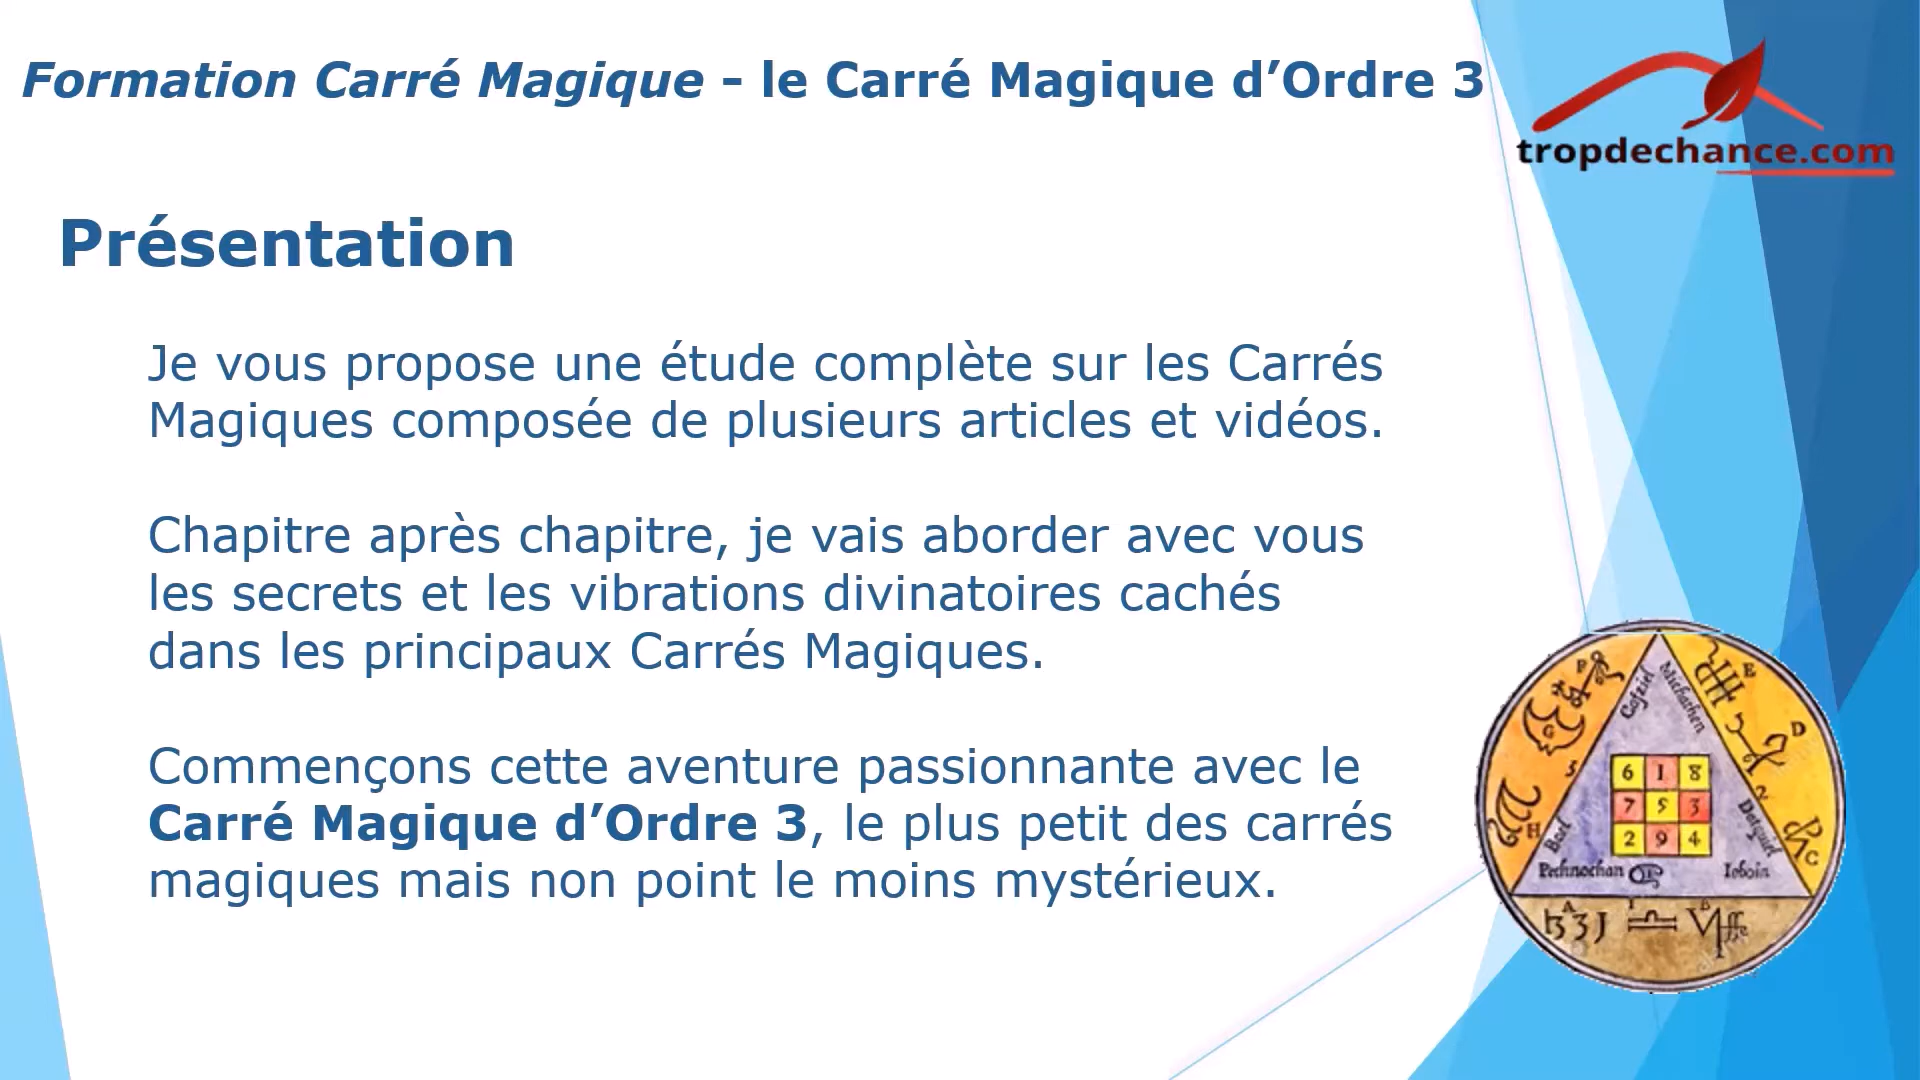 Formation Carré Magique - le Carré Magique d’Ordre 3
tropdechance.com
Présentation
Je vous propose une étude complète sur les Carrés
Magiques composée de plusieurs articles et vidéos.
Chapitre après chapitre, je vais aborder avec vous
les secrets et les vibrations divinatoires cachés
dans les principaux Carrés Magiques.
Commençons cette aventure passionnante avec le
Carré Magique d’Ordre 3, le plus petit des carrés
magiques mais non point le moins mystérieux.
F
E
D
G
H
C
A
6 1 8
7 5 3
2 9 4